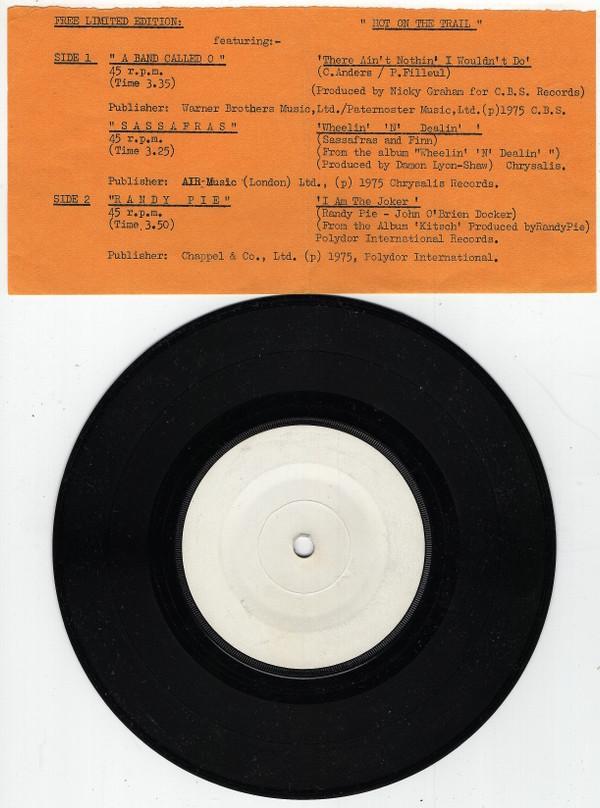 FREE LIMITED EDITION: " HOT ON THE TRAIL "
featuring:-
SIDE 1 " A BAND CALLED O " 'There Ain't Nothin' I Wouldn't Do'
45 r.p.m. (C.Anders / P.Filleul)
(Time 3.35)
(Produced by Nicky Graham for C.B.S. Records)
Publisher: Warner Brothers Music,Ltd./Paternoster Music,Ltd.(p)1975 C.B.S.
" S A S S A F R A S " 'Wheelin' 'N' Dealin' '
45 r.p.m. (Sassafras and Finn)
(Time 3.25) (From the album "Wheelin' 'N' Dealin' ")
(Produced by Damon Lyon-Shaw) Chrysalis.
Publisher: AIR-Music (London) Ltd., (p) 1975 Chrysalis Records.
SIDE 2 "R A N D Y P I E" 'I Am The Joker '
45 r.p.m. (Randy Pie - John O'Brien Docker)
(Time 3.50) (From the Album 'Kitsch' Produced byRandyPie)
Polydor International Records.
Publisher: Chappel & Co., Ltd. (p) 1975, Polydor International.